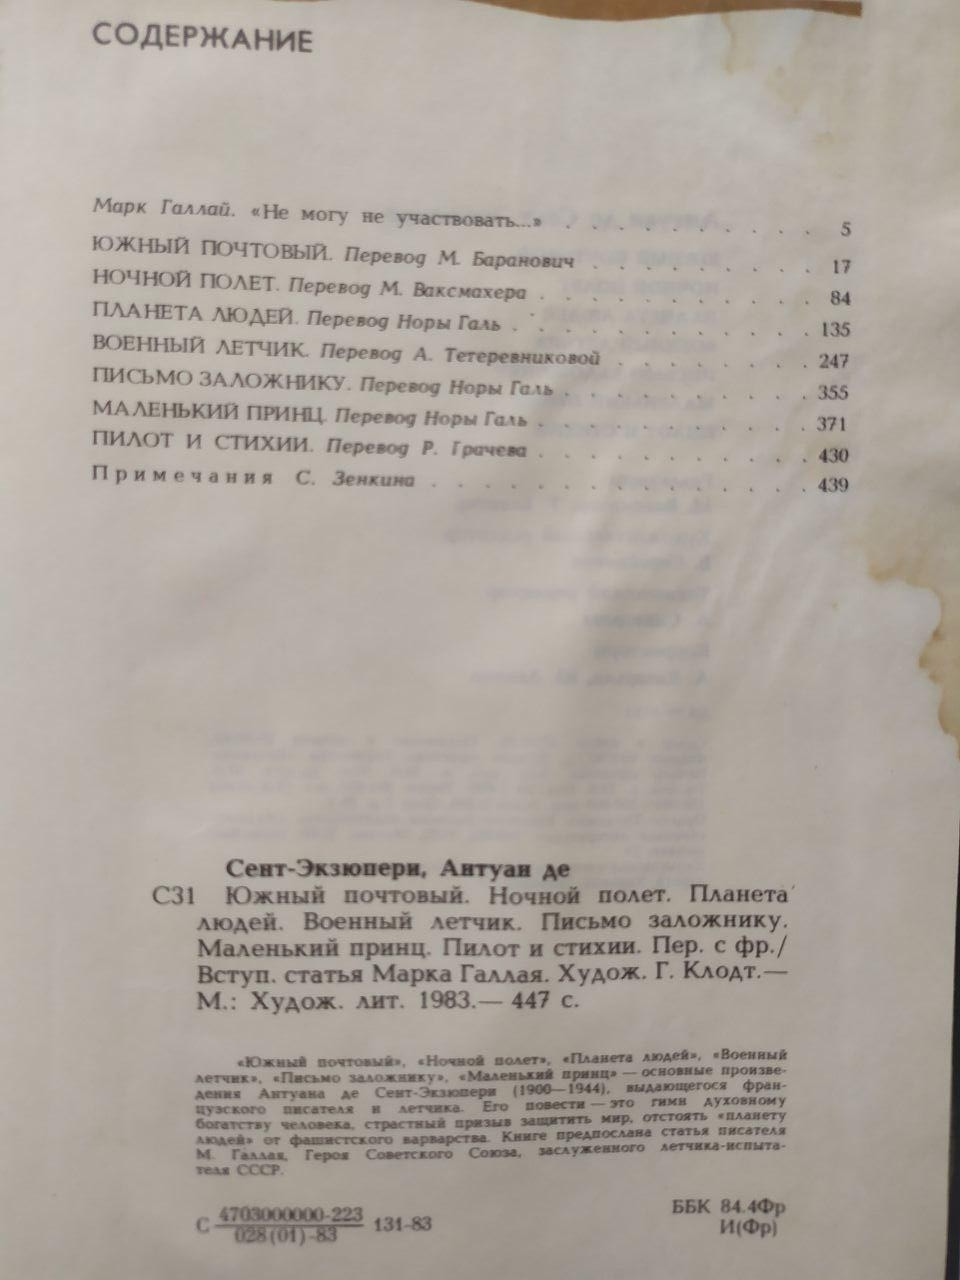 СОДЕРЖАНИЕ
Марк Галлай. «Не могу не участвовать...» . . . . . . . . . . 5
ЮЖНЫЙ ПОЧТОВЫЙ. Перевод М. Баранович . . . . . . . . . 17
НОЧНОЙ ПОЛЕТ. Перевод М. Ваксмахера . . . . . . . . . . . 84
ПЛАНЕТА ЛЮДЕЙ. Перевод Норы Галь . . . . . . . . . . . . 135
ВОЕННЫЙ ЛЕТЧИК. Перевод А. Тетеревниковой . . . . . . . . 247
ПИСЬМО ЗАЛОЖНИКУ. Перевод Норы Галь . . . . . . . . . . 355
МАЛЕНЬКИЙ ПРИНЦ. Перевод Норы Галь . . . . . . . . . . . 371
ПИЛОТ И СТИХИИ. Перевод Р. Грачева . . . . . . . . . . . 430
Примечания С. Зенкина . . . . . . . . . . . . . . . 439
Сент-Экзюпери, Антуан де
С31 Южный почтовый. Ночной полет. Планета
людей. Военный летчик. Письмо заложнику.
Маленький принц. Пилот и стихии. Пер. с фр./
Вступ. статья Марка Галлая. Худож. Г. Клодт.—
М.: Худож. лит. 1983.— 447 с.
«Южный почтовый», «Ночной полет», «Планета людей», «Военный
летчик», «Письмо заложнику», «Маленький принц» — основные произве-
дения Антуана де Сент-Экзюпери (1900—1944), выдающегося фран-
цузского писателя и летчика. Его повести — это гимн духовному
богатству человека, страстный призыв защитить мир, отстоять «планету
людей» от фашистского варварства. Книге предпослана статья писателя
М. Галлая, Героя Советского Союза, заслуженного летчика-испыта-
теля СССР.
С 4703000000-223 131-83
028(01)-83
ББК 84.4Фр
И(Фр)